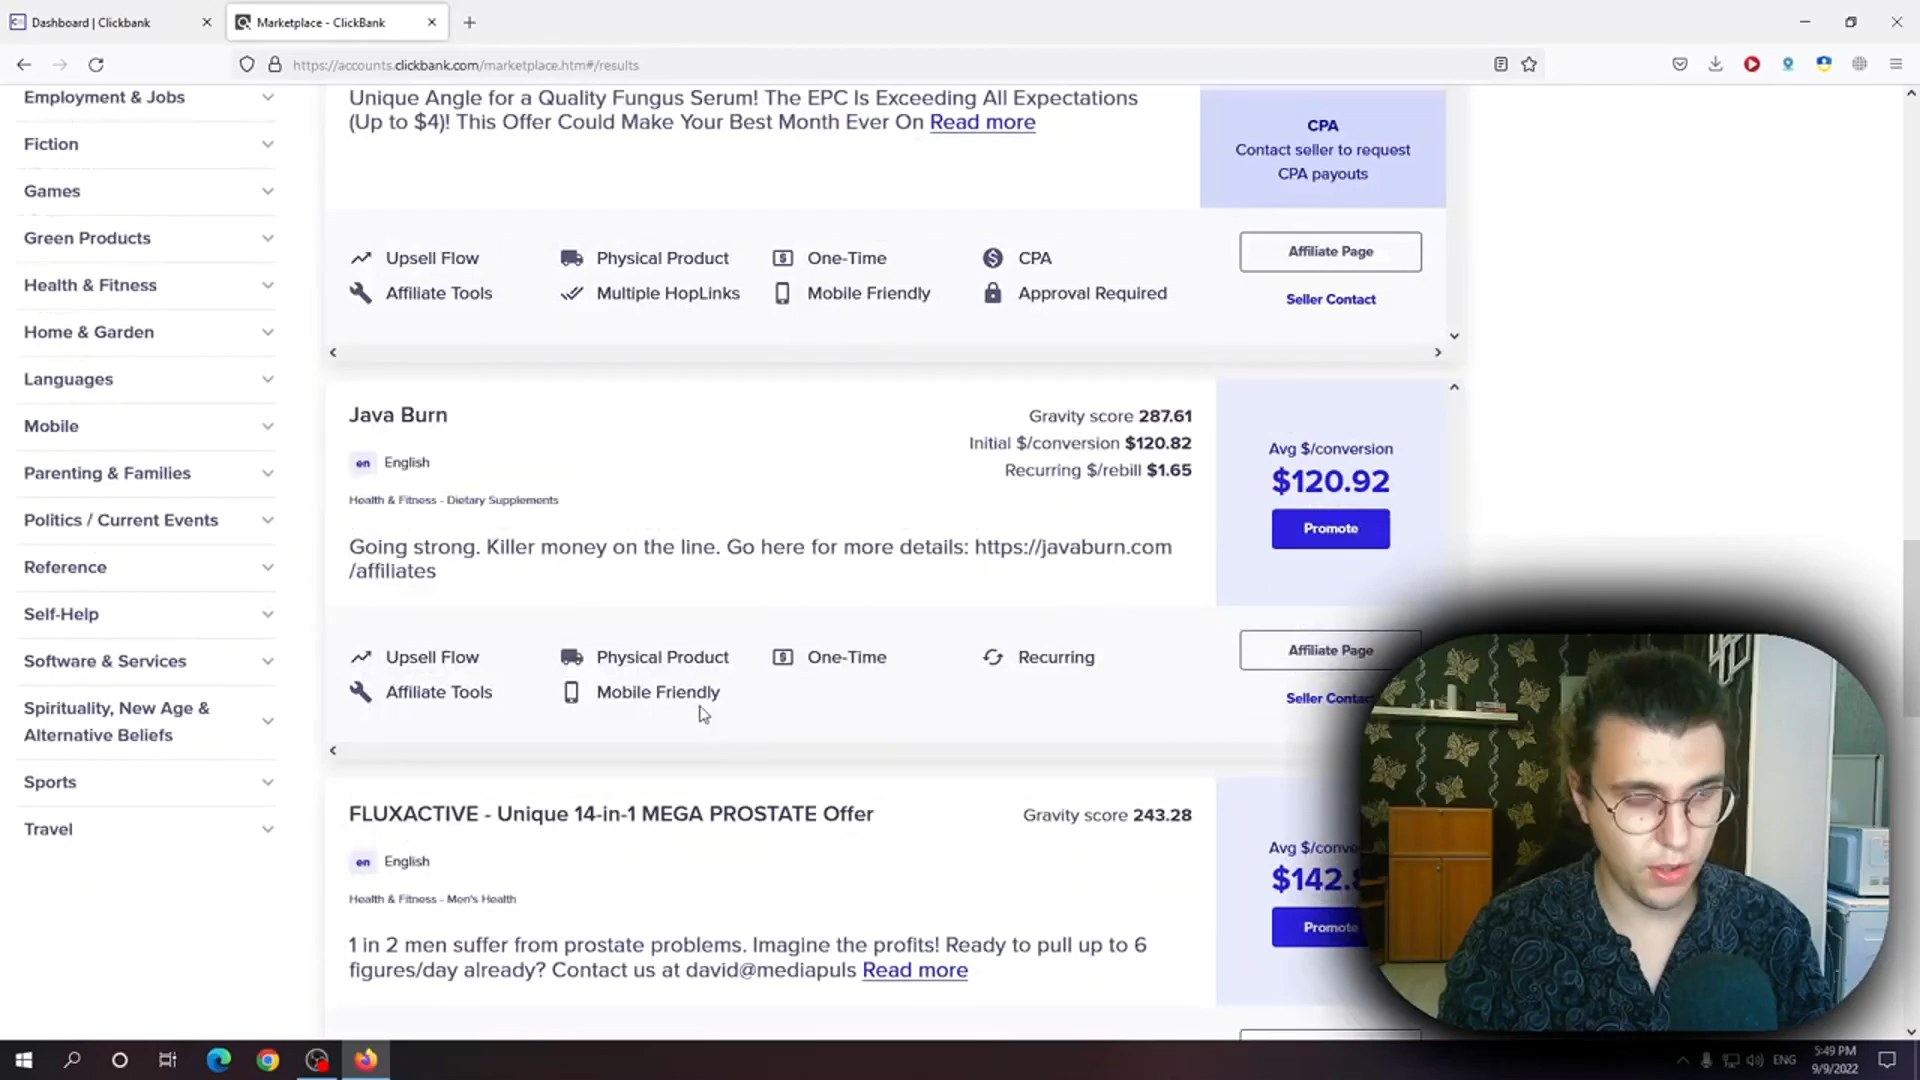 Dashboard | Clickbank
Marketplace - ClickBank
https://accounts.clickbank.com/marketplace.htm#/results
Employment & Jobs
Fiction
Games
Green Products
Health & Fitness
Home & Garden
Languages
Mobile
Parenting & Families
Politics / Current Events
Reference
Self-Help
Software & Services
Spirituality, New Age &
Alternative Beliefs
Sports
Travel
Unique Angle for a Quality Fungus Serum! The EPC Is Exceeding All Expectations
(Up to $4)! This Offer Could Make Your Best Month Ever On Read more
CPA
Contact seller to request
CPA payouts
Upsell Flow
Physical Product
One-Time
CPA
Affiliate Tools
Multiple HopLinks
Mobile Friendly
Approval Required
Affiliate Page
Seller Contact
Java Burn
en English
Health & Fitness - Dietary Supplements
Gravity score 287.61
Initial $/conversion $120.82
Recurring $/rebill $1.65
Avg $/conversion
$120.92
Promote
Going strong. Killer money on the line. Go here for more details: https://javaburn.com
/affiliates
Upsell Flow
Physical Product
One-Time
Recurring
Affiliate Tools
Mobile Friendly
Affiliate Page
Seller Contac
FLUXACTIVE - Unique 14-in-1 MEGA PROSTATE Offer
Gravity score 243.28
en English
Health & Fitness - Men's Health
Avg $/conve
$142.
Promote
1 in 2 men suffer from prostate problems. Imagine the profits! Ready to pull up to 6
figures/day already? Contact us at david@mediapuls Read more
ENG
5:49 PM
9/9/2022